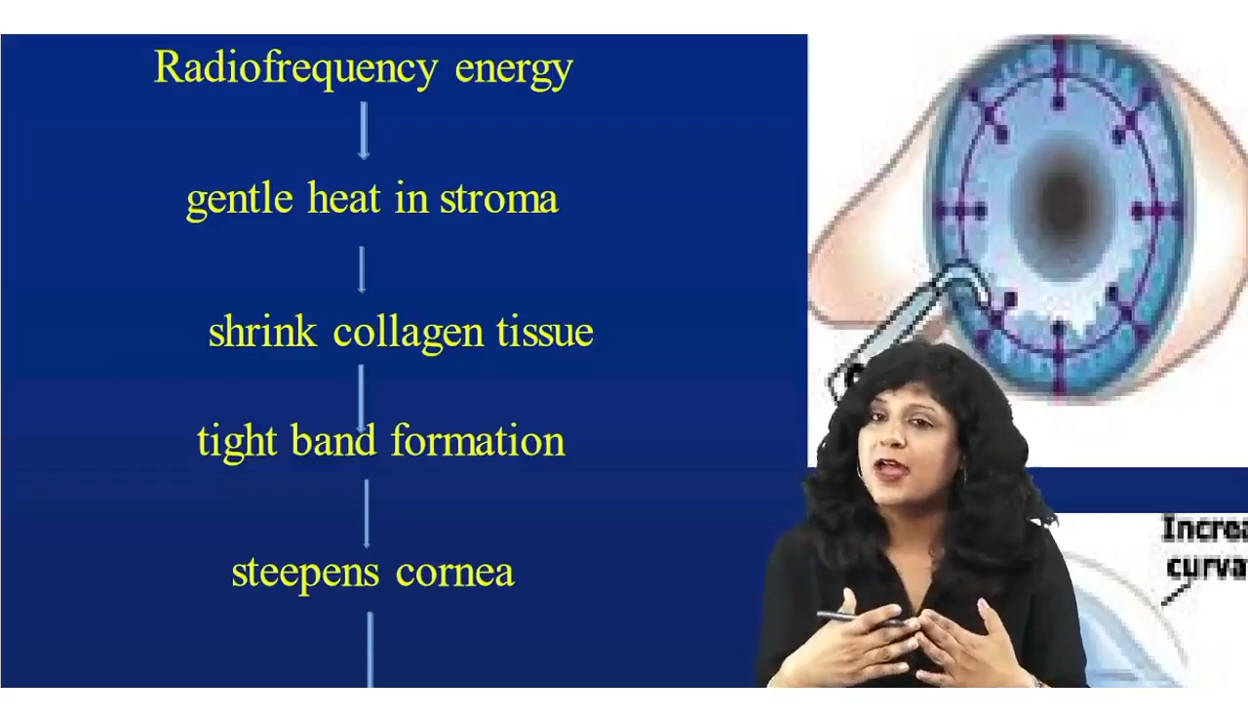 Radiofrequency energy
gentle heat in stroma
shrink collagen tissue
tight band formation
steepens cornea